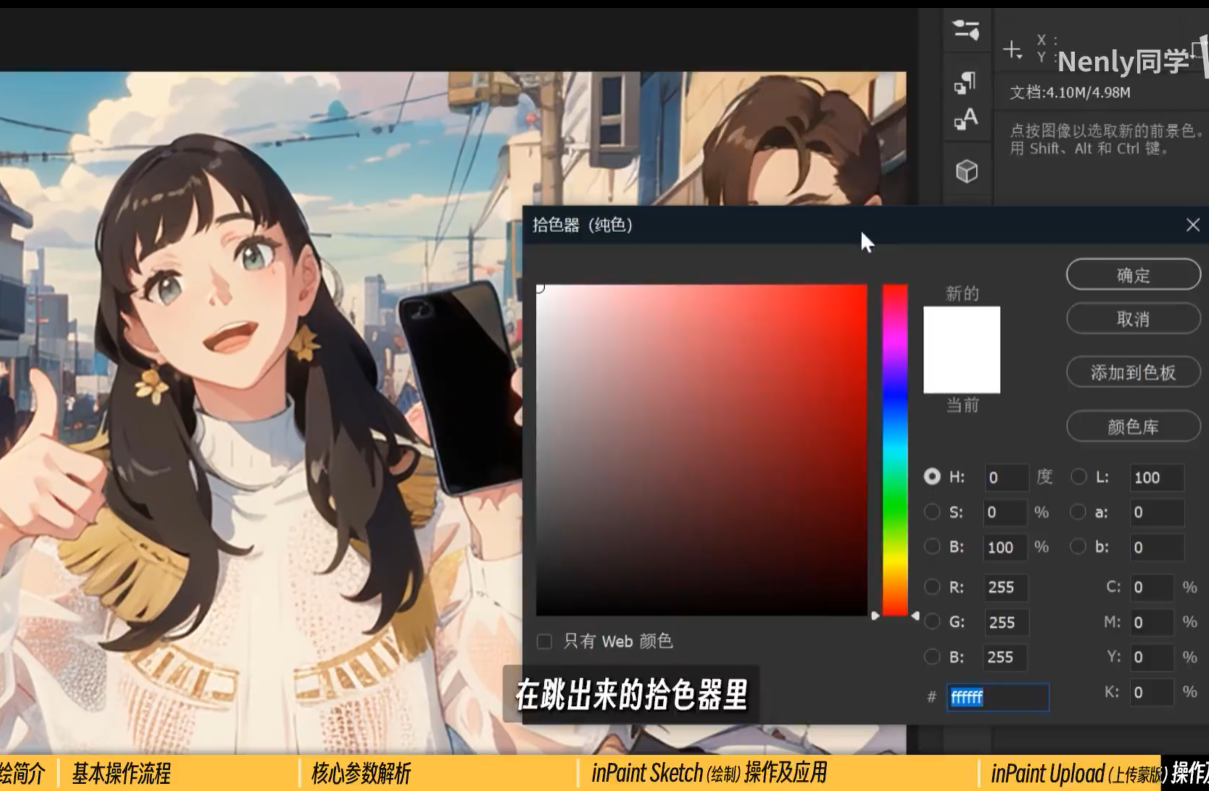 X :
Y :
Nenly同学
文档:4.10M/4.98M
点按图像以选取新的前景色。
用 Shift、Alt 和 Ctrl 键。
拾色器 (纯色)
确定
新的
取消
添加到色板
当前
颜色库
H: 0 度 L: 100
S: 0 % a: 0
B: 100 % b: 0
R: 255 C: 0 %
G: 255 M: 0 %
B: 255 Y: 0 %
# ffffff K: 0 %
只有 Web 颜色
在跳出来的拾色器里
绘简介 基本操作流程 核心参数解析 inPaint Sketch (绘制) 操作及应用 inPaint Upload (上传蒙版) 操作及